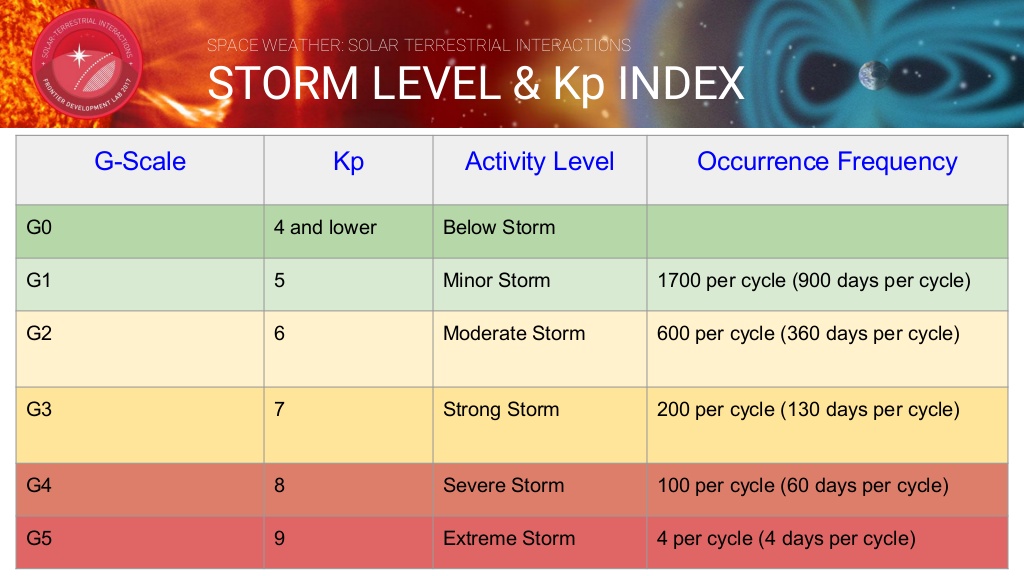 SOLAR-TERRESTRIAL INTERACTIONS
FRONTIER DEVELOPMENT LAB 2017
SPACE WEATHER: SOLAR TERRESTRIAL INTERACTIONS
STORM LEVEL & Kp INDEX
G-Scale Kp Activity Level Occurrence Frequency
G0 4 and lower Below Storm
G1 5 Minor Storm 1700 per cycle (900 days per cycle)
G2 6 Moderate Storm 600 per cycle (360 days per cycle)
G3 7 Strong Storm 200 per cycle (130 days per cycle)
G4 8 Severe Storm 100 per cycle (60 days per cycle)
G5 9 Extreme Storm 4 per cycle (4 days per cycle)